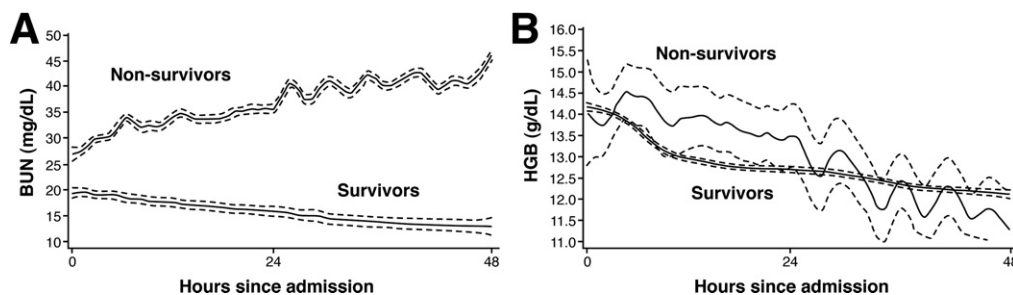 A
BUN (mg/dL)
50
45
40
35
30
25
20
15
10
Non-survivors
Survivors
0
24
48
Hours since admission
B
HGB (g/dL)
16.0
15.5
15.0
14.5
14.0
13.5
13.0
12.5
12.0
11.5
11.0
Non-survivors
Survivors
0
24
48
Hours since admission